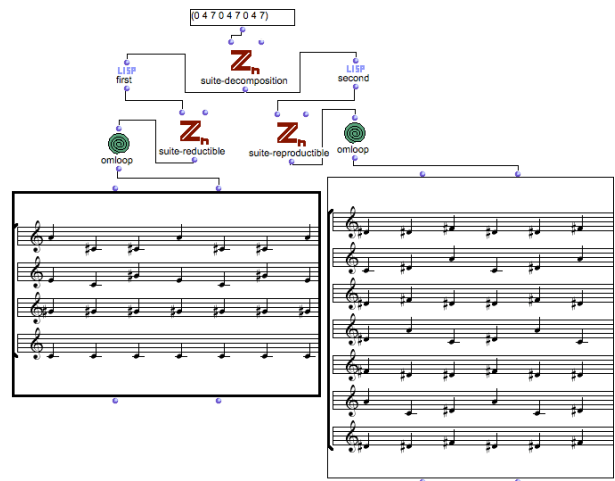 (0 4 7 0 4 7 0 4 7)
Zn
suite-decomposition
LISP
first
LISP
second
Zn
suite-reductible
Zn
suite-reproductible
omloop
omloop